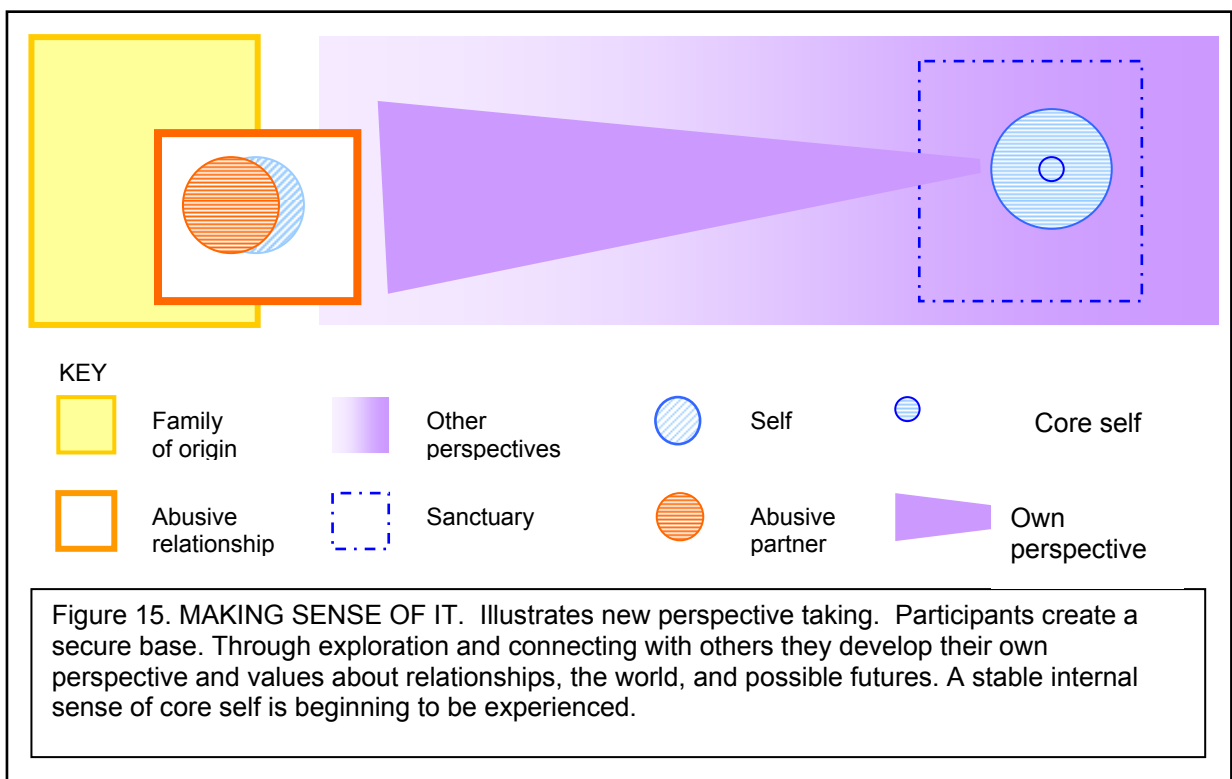 KEY
Family
of origin
Other
perspectives
Self
Core self
Abusive
relationship
Sanctuary
Abusive
partner
Own
perspective
Figure 15. MAKING SENSE OF IT.  Illustrates new perspective taking.  Participants create a
secure base. Through exploration and connecting with others they develop their own
perspective and values about relationships, the world, and possible futures. A stable internal
sense of core self is beginning to be experienced.